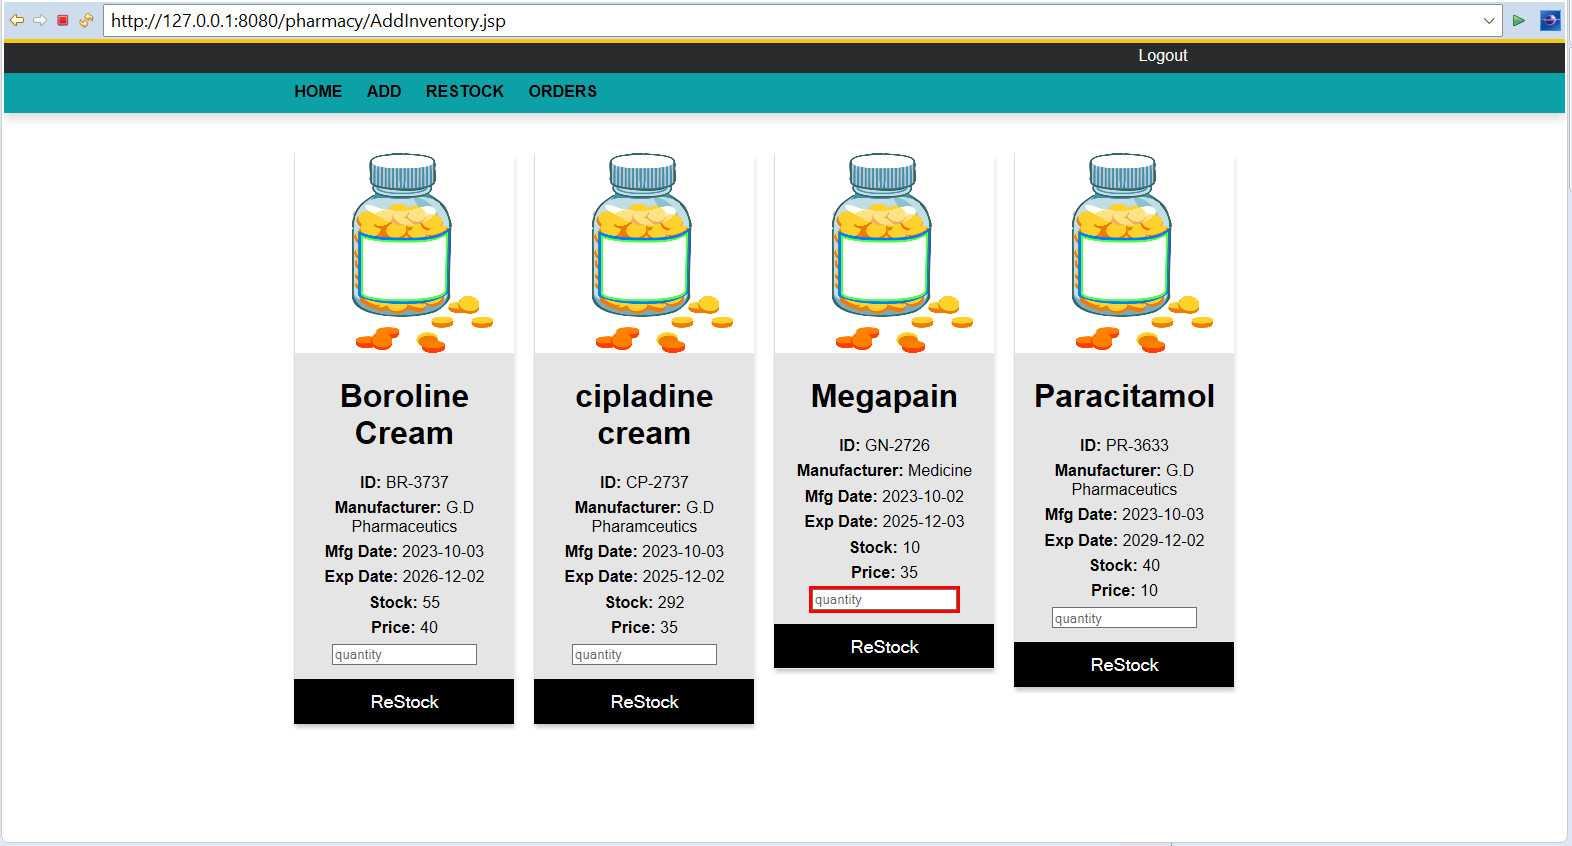 http://127.0.0.1:8080/pharmacy/AddInventory.jsp
Logout
HOME ADD RESTOCK ORDERS
Boroline
Cream
ID: BR-3737
Manufacturer: G.D
Pharmaceutics
Mfg Date: 2023-10-03
Exp Date: 2026-12-02
Stock: 55
Price: 40
quantity
ReStock
cipladine
cream
ID: CP-2737
Manufacturer: G.D
Pharamceutics
Mfg Date: 2023-10-03
Exp Date: 2025-12-02
Stock: 292
Price: 35
quantity
ReStock
Megapain
ID: GN-2726
Manufacturer: Medicine
Mfg Date: 2023-10-02
Exp Date: 2025-12-03
Stock: 10
Price: 35
quantity
ReStock
Paracitamol
ID: PR-3633
Manufacturer: G.D
Pharmaceutics
Mfg Date: 2023-10-03
Exp Date: 2029-12-02
Stock: 40
Price: 10
quantity
ReStock